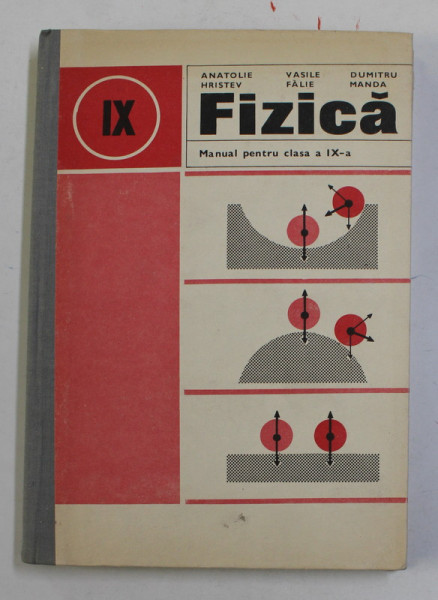 IX
ANATOLIE VASILE DUMITRU
HRISTEV FĂLIE MANDA
Fizică
Manual pentru clasa a IX-a